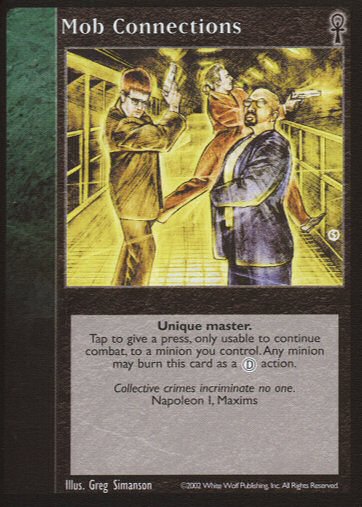 Mob Connections
Unique master.
Tap to give a press, only usable to continue
combat, to a minion you control. Any minion
may burn this card as a D action.
Collective crimes incriminate no one.
Napoleon I, Maxims
Illus. Greg Simanson
©2002 White Wolf Publishing, Inc. All Rights Reserved.